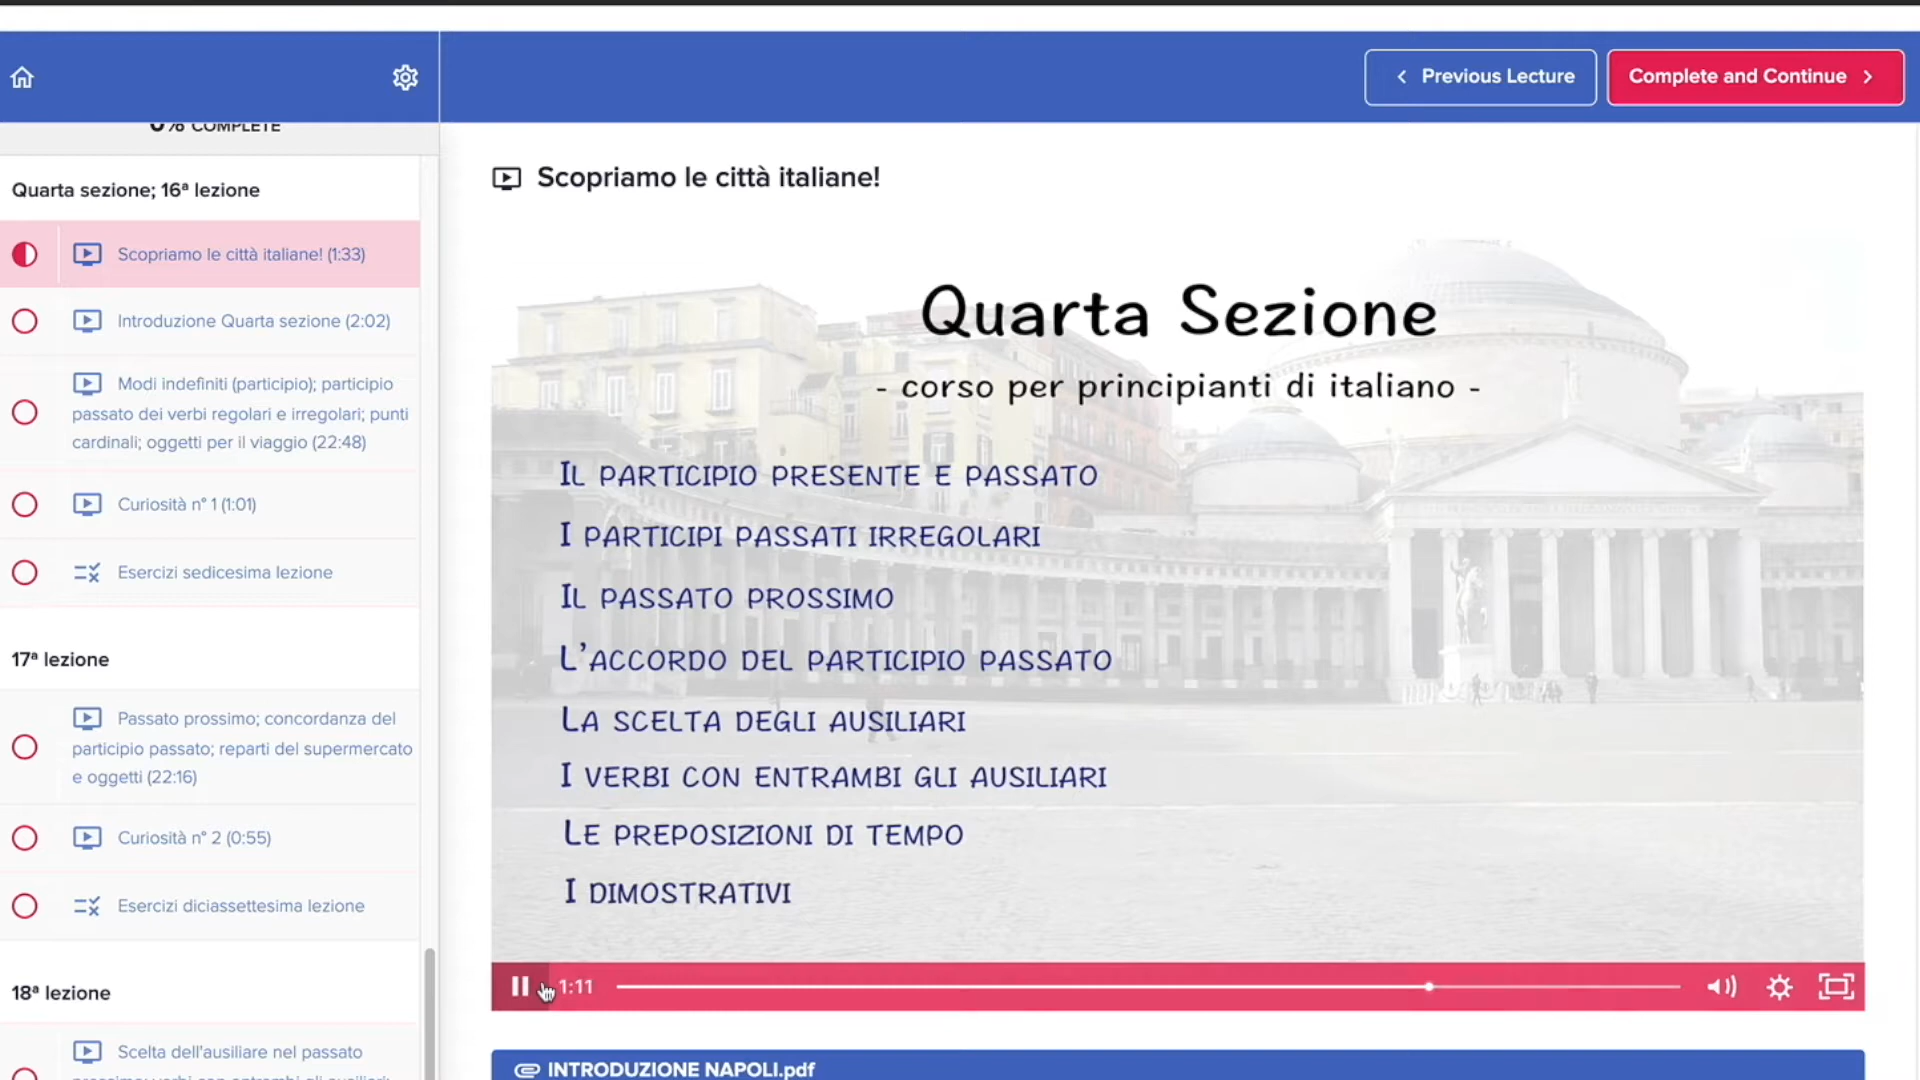 Previous Lecture
Complete and Continue
0% COMPLETE
Quarta sezione; 16ª lezione
Scopriamo le città italiane! (1:33)
Introduzione Quarta sezione (2:02)
Modi indefiniti (participio); participio
passato dei verbi regolari e irregolari; punti
cardinali; oggetti per il viaggio (22:48)
Curiosità n° 1 (1:01)
Esercizi sedicesima lezione
17ª lezione
Passato prossimo; concordanza del
participio passato; reparti del supermercato
e oggetti (22:16)
Curiosità n° 2 (0:55)
Esercizi diciassettesima lezione
18ª lezione
Scelta dell'ausiliare nel passato
Scopriamo le città italiane!
Quarta Sezione
- corso per principianti di italiano -
IL PARTICIPIO PRESENTE E PASSATO
I PARTICIPI PASSATI IRREGOLARI
IL PASSATO PROSSIMO
L'ACCORDO DEL PARTICIPIO PASSATO
LA SCELTA DEGLI AUSILIARI
I VERBI CON ENTRAMBI GLI AUSILIARI
LE PREPOSIZIONI DI TEMPO
I DIMOSTRATIVI
1:11
INTRODUZIONE NAPOLI.pdf